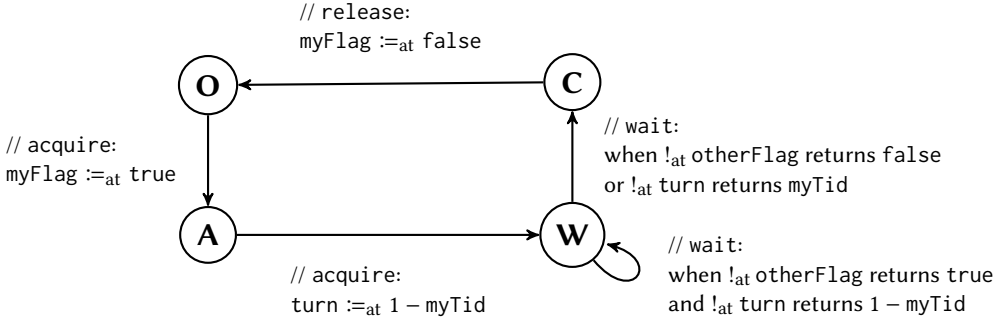 // release:
myFlag :=at false
O
C
// acquire:
myFlag :=at true
// wait:
when !at otherFlag returns false
or !at turn returns myTid
A
W
// acquire:
turn :=at 1 − myTid
// wait:
when !at otherFlag returns true
and !at turn returns 1 − myTid